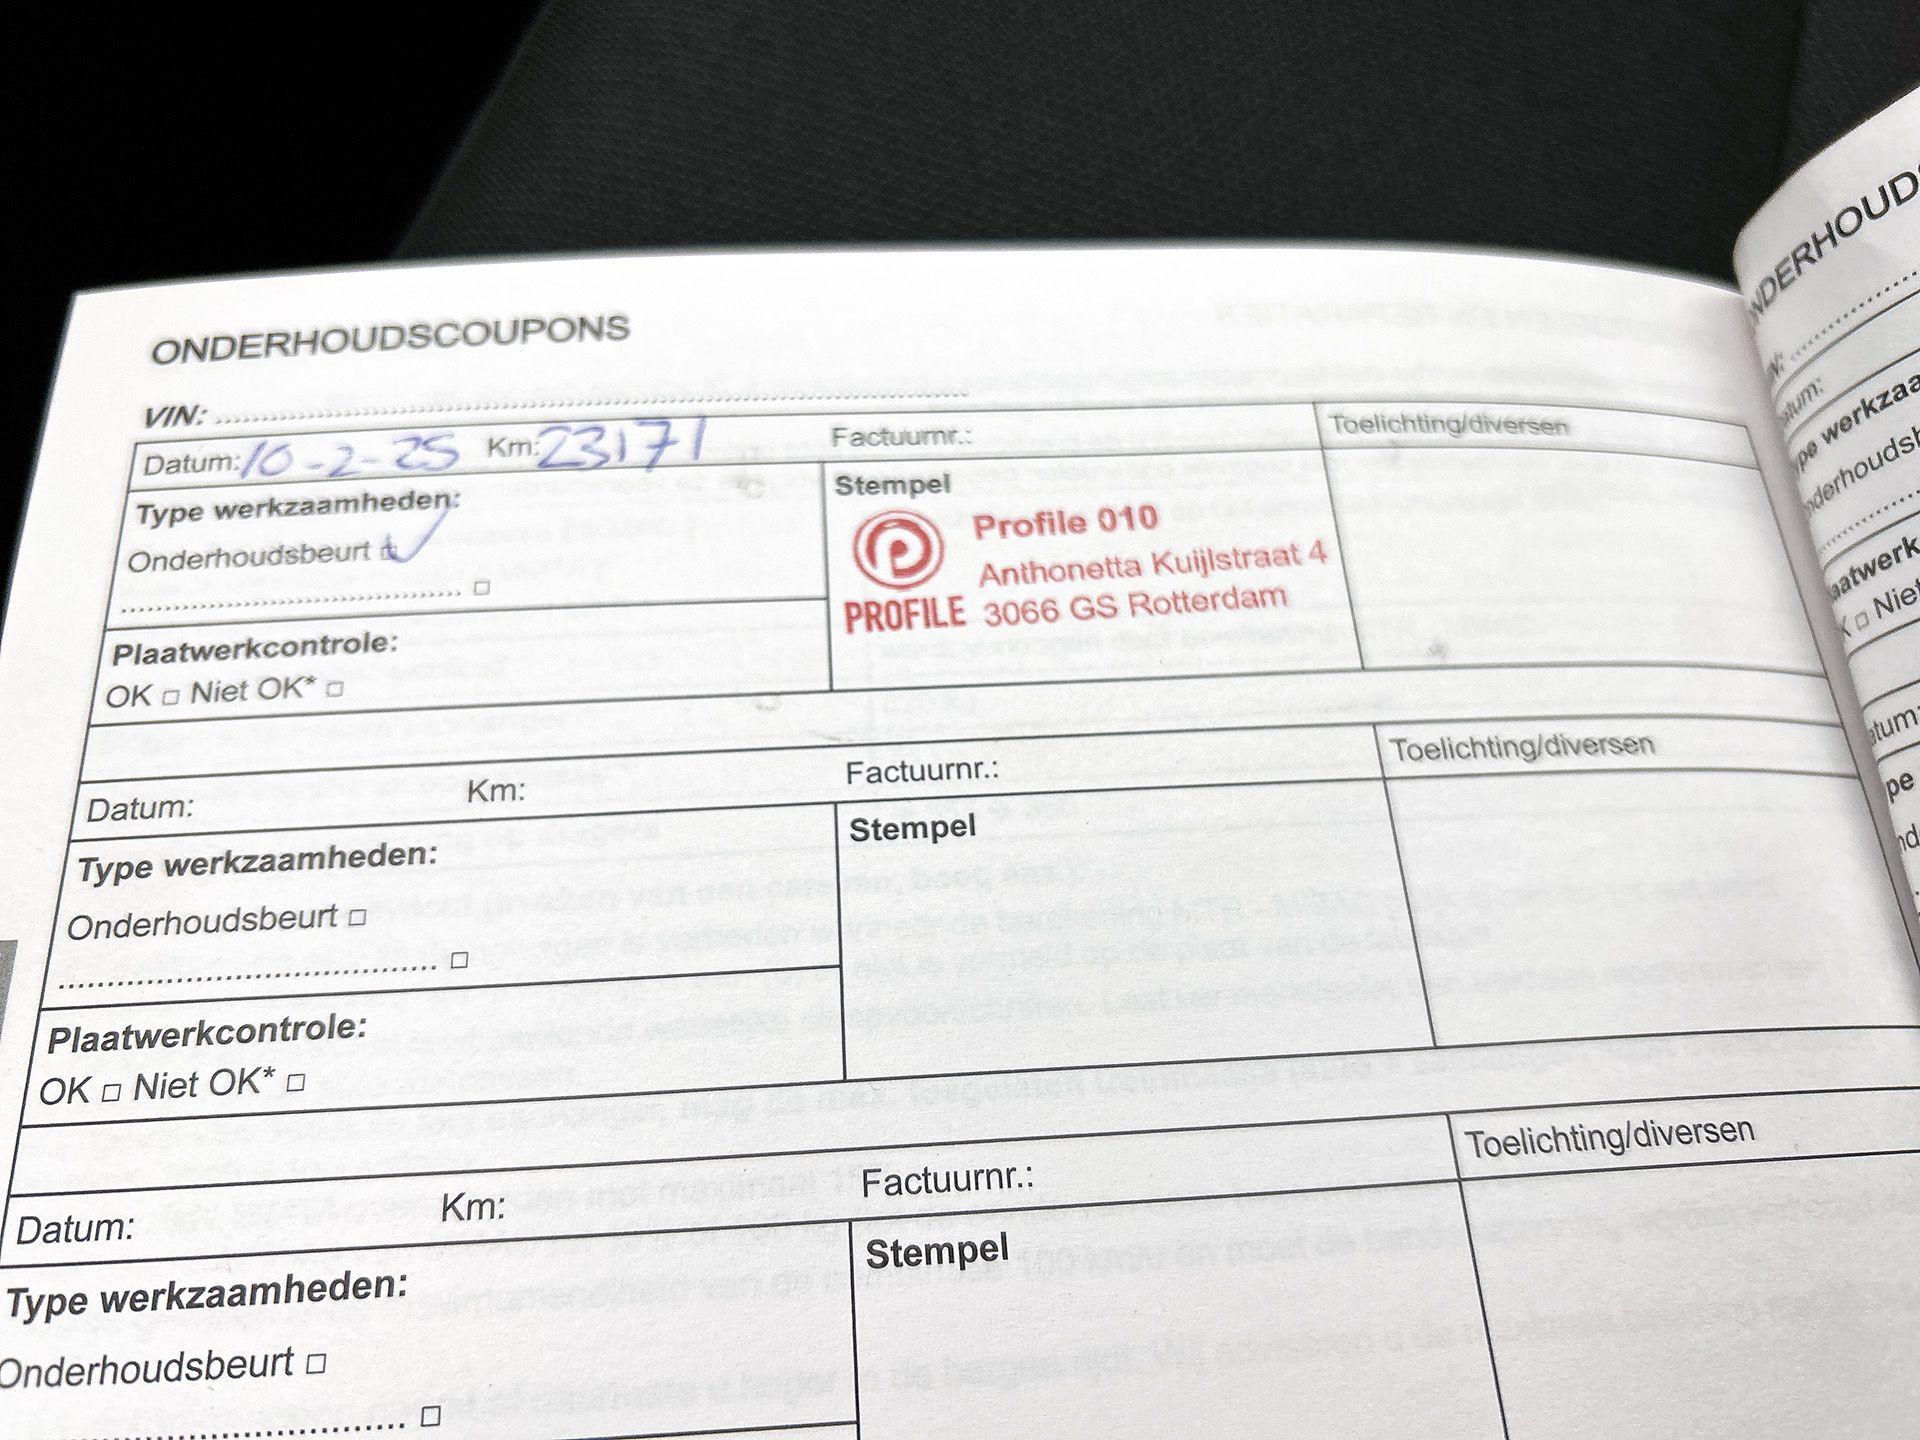 ONDERHOUDSCOUPONS
VIN:
Datum: 10-2-25 Km: 23171 Factuurnr.: Toelichting/diversen
Type werkzaamheden:
Onderhoudsbeurt
Stempel
Profile 010
Anthonetta Kuijlstraat 4
PROFILE 3066 GS Rotterdam
Plaatwerkcontrole:
OK □ Niet OK* □
Datum: Km: Factuurnr.: Toelichting/diversen
Type werkzaamheden:
Onderhoudsbeurt □
Stempel
Plaatwerkcontrole:
OK □ Niet OK* □
Datum: Km: Factuurnr.: Toelichting/diversen
Type werkzaamheden:
Onderhoudsbeurt □
Stempel